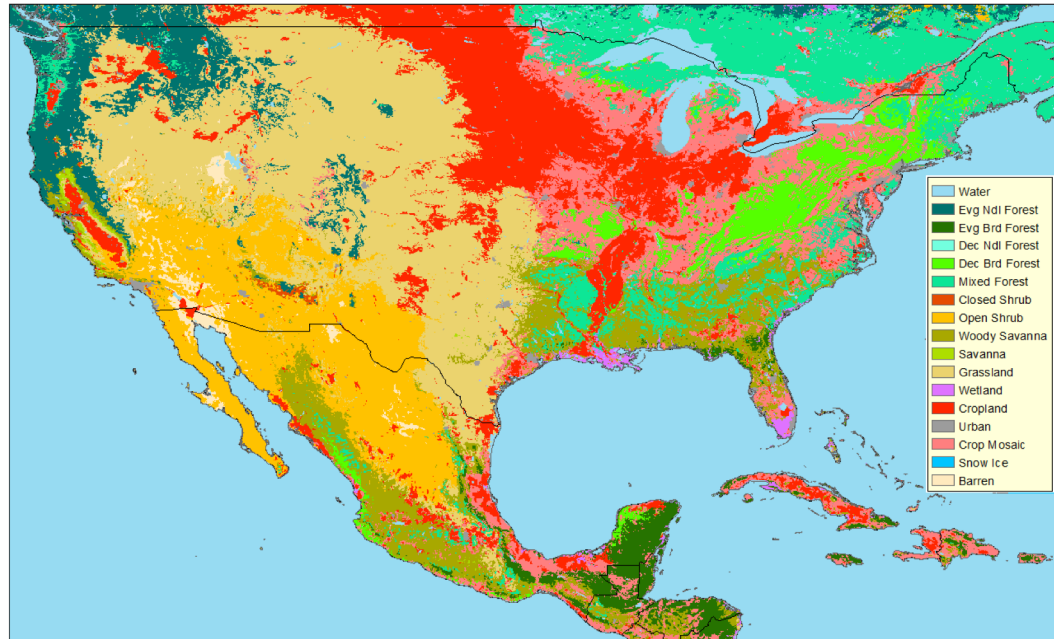 Water
Evg Ndl Forest
Evg Brd Forest
Dec Ndl Forest
Dec Brd Forest
Mixed Forest
Closed Shrub
Open Shrub
Woody Savanna
Savanna
Grassland
Wetland
Cropland
Urban
Crop Mosaic
Snow Ice
Barren